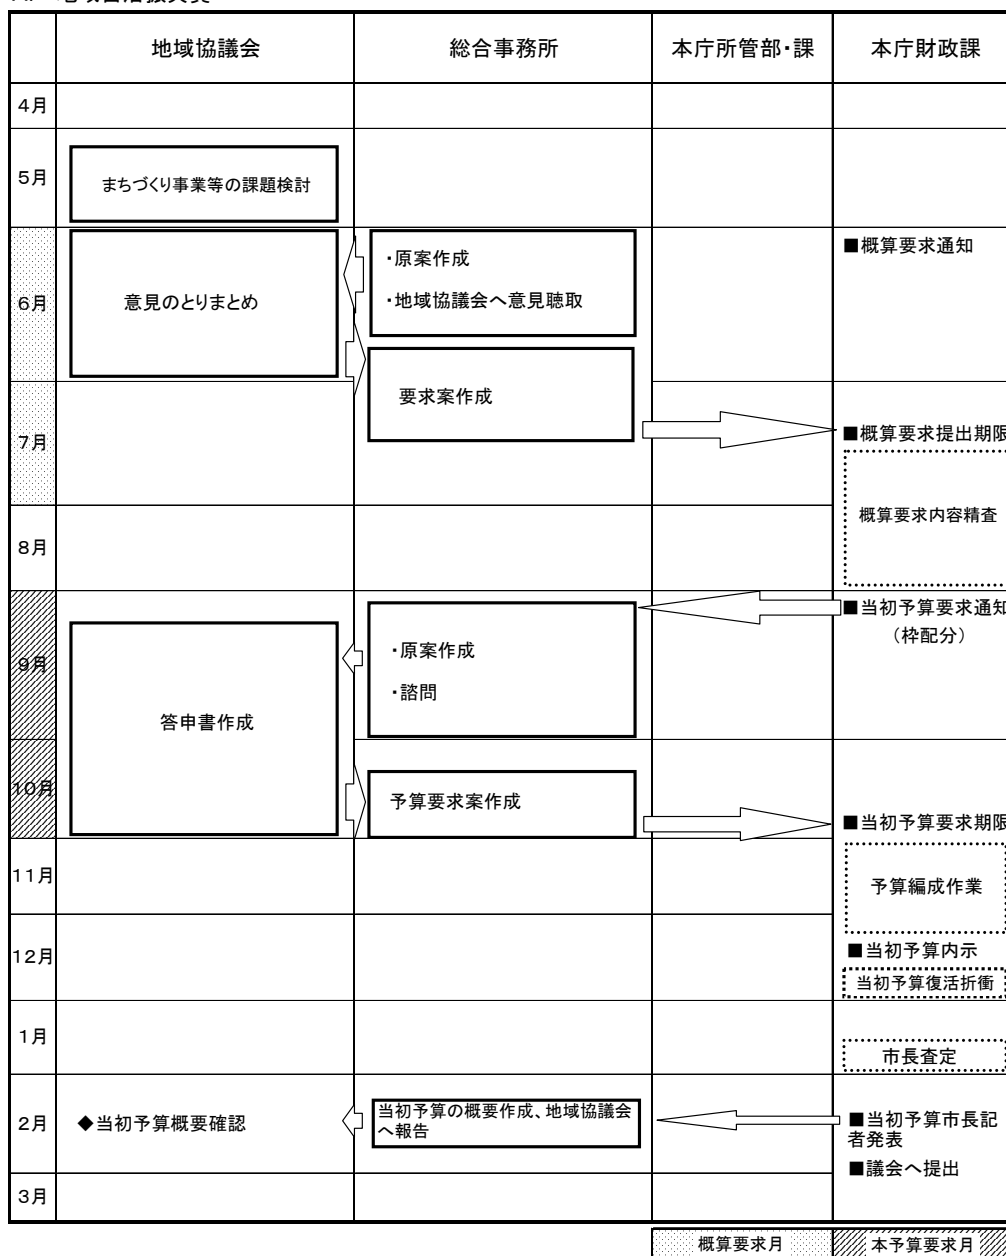 地域協議会
総合事務所
本庁所管部・課
本庁財政課
4月
5月
まちづくり事業等の課題検討
6月
意見のとりまとめ
・原案作成
・地域協議会へ意見聴取
■概算要求通知
要求案作成
7月
■概算要求提出期限
概算要求内容精査
8月
9月
答申書作成
・原案作成
・諮問
■当初予算要求通知
（枠配分）
10月
予算要求案作成
■当初予算要求期限
11月
予算編成作業
12月
■当初予算内示
当初予算復活折衝
1月
市長査定
2月
◆当初予算概要確認
当初予算の概要作成、地域協議会
へ報告
■当初予算市長記
者発表
■議会へ提出
3月
概算要求月
本予算要求月